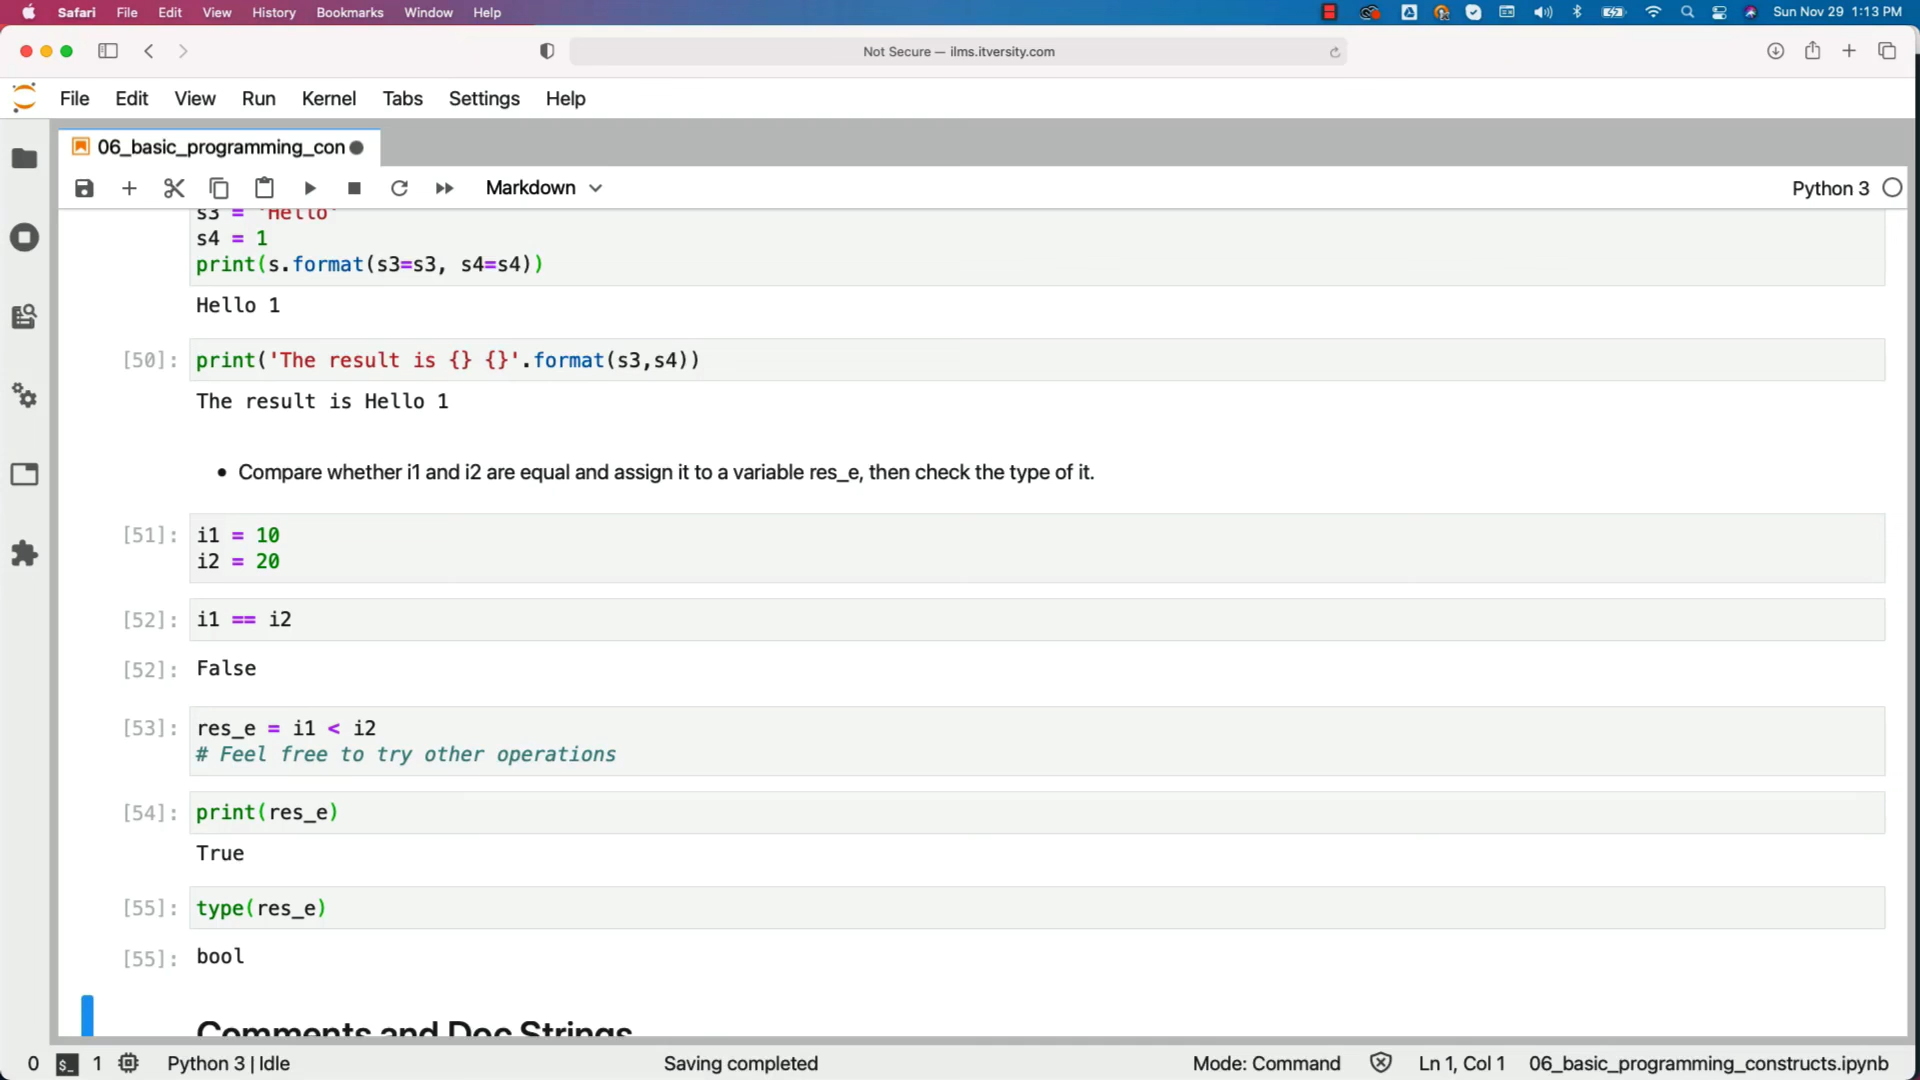 Safari File Edit View History Bookmarks Window Help Sun Nov 29 1:13 PM
Not Secure — ilms.itversity.com
File Edit View Run Kernel Tabs Settings Help
06_basic_programming_con
Markdown Python 3
s3 = 'Hello'
s4 = 1
print(s.format(s3=s3, s4=s4))
Hello 1
[50]: print('The result is {} {}'.format(s3,s4))
The result is Hello 1
• Compare whether i1 and i2 are equal and assign it to a variable res_e, then check the type of it.
[51]: i1 = 10
i2 = 20
[52]: i1 == i2
[52]: False
[53]: res_e = i1 < i2
# Feel free to try other operations
[54]: print(res_e)
True
[55]: type(res_e)
[55]: bool
Comments and Doc Strings
0 $_ 1 Python 3 | Idle Saving completed Mode: Command Ln 1, Col 1 06_basic_programming_constructs.ipynb